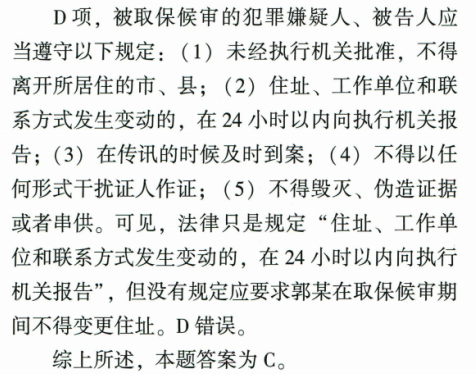 D 项，被取保候审的犯罪嫌疑人、被告人应
当遵守以下规定：（1）未经执行机关批准，不得
离开所居住的市、县；（2）住址、工作单位和联
系方式发生变动的，在 24 小时以内向执行机关报
告；（3）在传讯的时候及时到案；（4）不得以任
何形式干扰证人作证；（5）不得毁灭、伪造证据
或者串供。可见，法律只是规定“住址、工作单
位和联系方式发生变动的，在 24 小时以内向执行
机关报告”，但没有规定应要求郭某在取保候审期
间不得变更住址。D 错误。
综上所述，本题答案为 C。